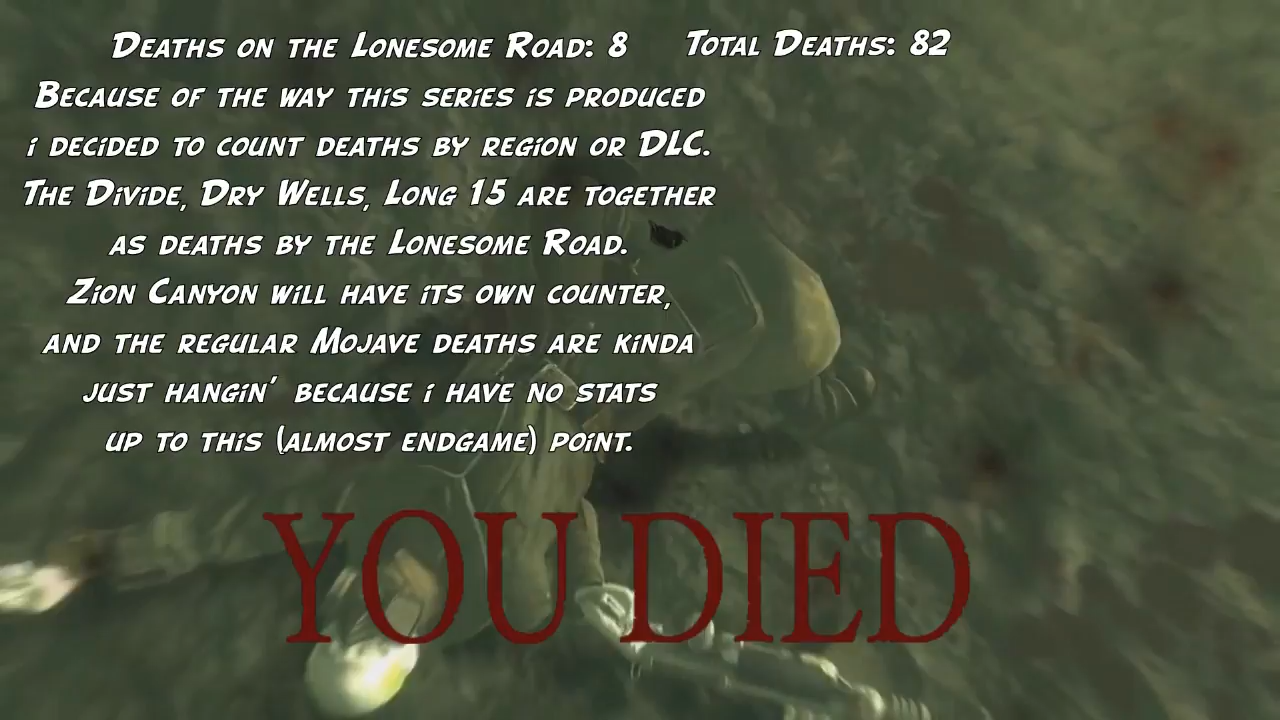 Deaths on the Lonesome Road: 8 Total Deaths: 82
Because of the way this series is produced
i decided to count deaths by region or DLC.
The Divide, Dry Wells, Long 15 are together
as deaths by the Lonesome Road.
Zion Canyon will have its own counter,
and the regular Mojave deaths are kinda
just hangin' because i have no stats
up to this (almost endgame) point.
YOU DIED